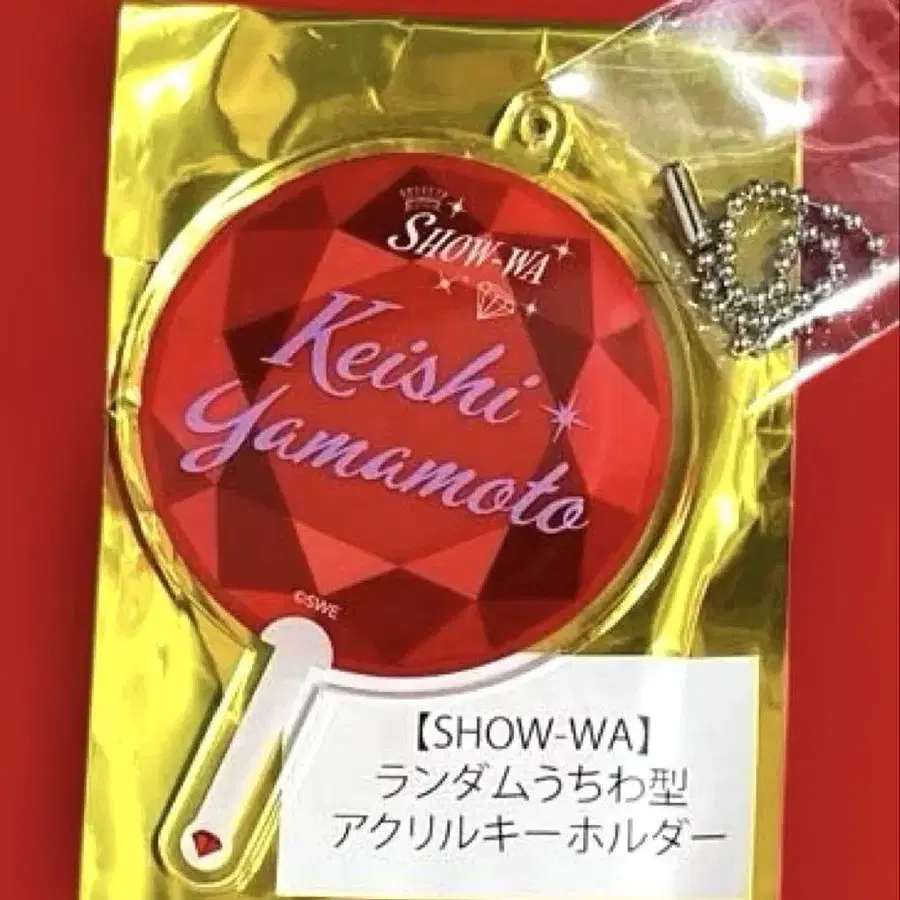 SHOW-WA
Keishi
Yamamoto
©SWE
【SHOW-WA】
ランダムうちわ型
アクリルキーホルダー